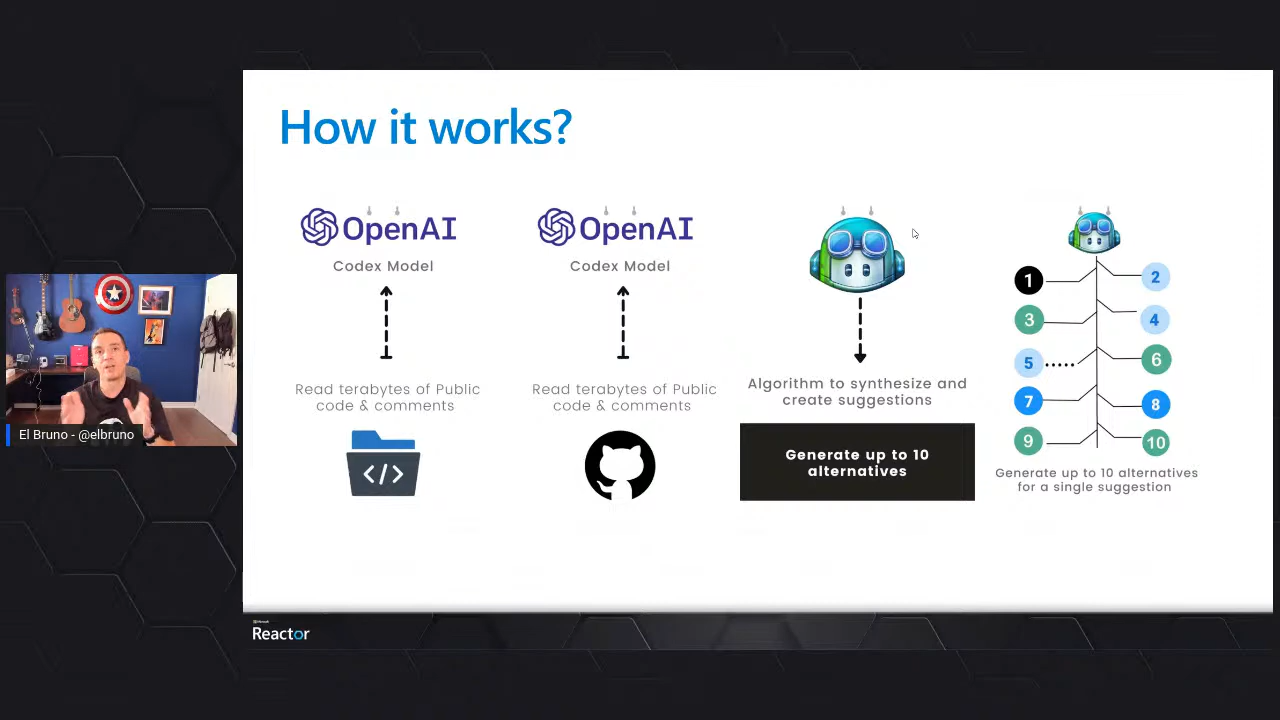 How it works?
OpenAI
Codex Model
Read terabytes of Public
code & comments
</>
OpenAI
Codex Model
Read terabytes of Public
code & comments
Algorithm to synthesize and
create suggestions
Generate up to 10
alternatives
1
2
3
4
5
6
7
8
9
10
Generate up to 10 alternatives
for a single suggestion
El Bruno - @elbruno
Microsoft
Reactor